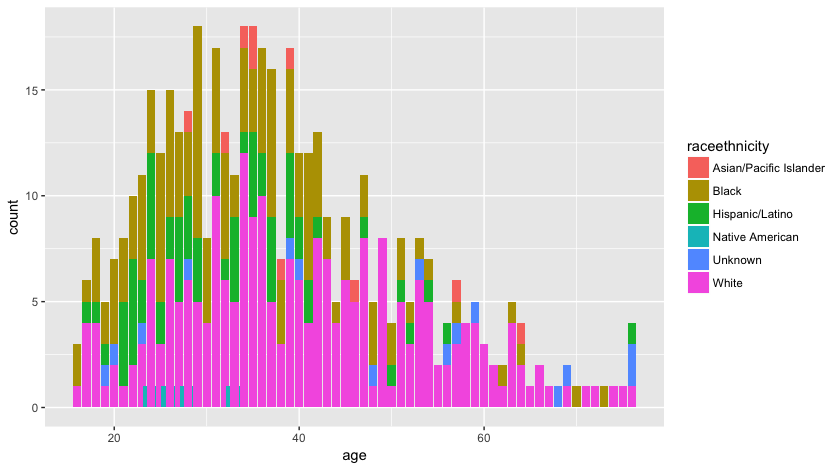 15
10
5
0
count
20
40
60
age
raceethnicity
Asian/Pacific Islander
Black
Hispanic/Latino
Native American
Unknown
White